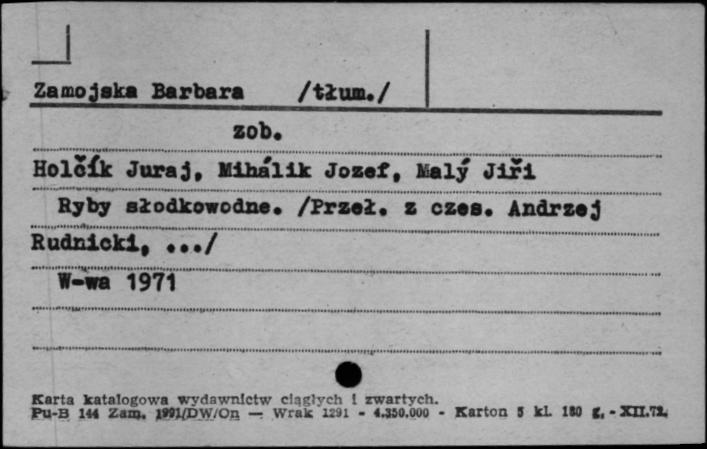 Zamojska Barbara /tłum./
zob.
Holčík Juraj, Mihálik Jozef, Malý Jiří
Ryby słodkowodne. /Przeł. z czes. Andrzej
Rudnicki, .../
W-wa 1971
Karta katalogowa wydawnictw ciągłych i zwartych.
Pu-B 144 Zam. 1991/DW/On — Wrak 1291 - 4.350.000 - Karton 5 kl. 180 g. - XII.72.